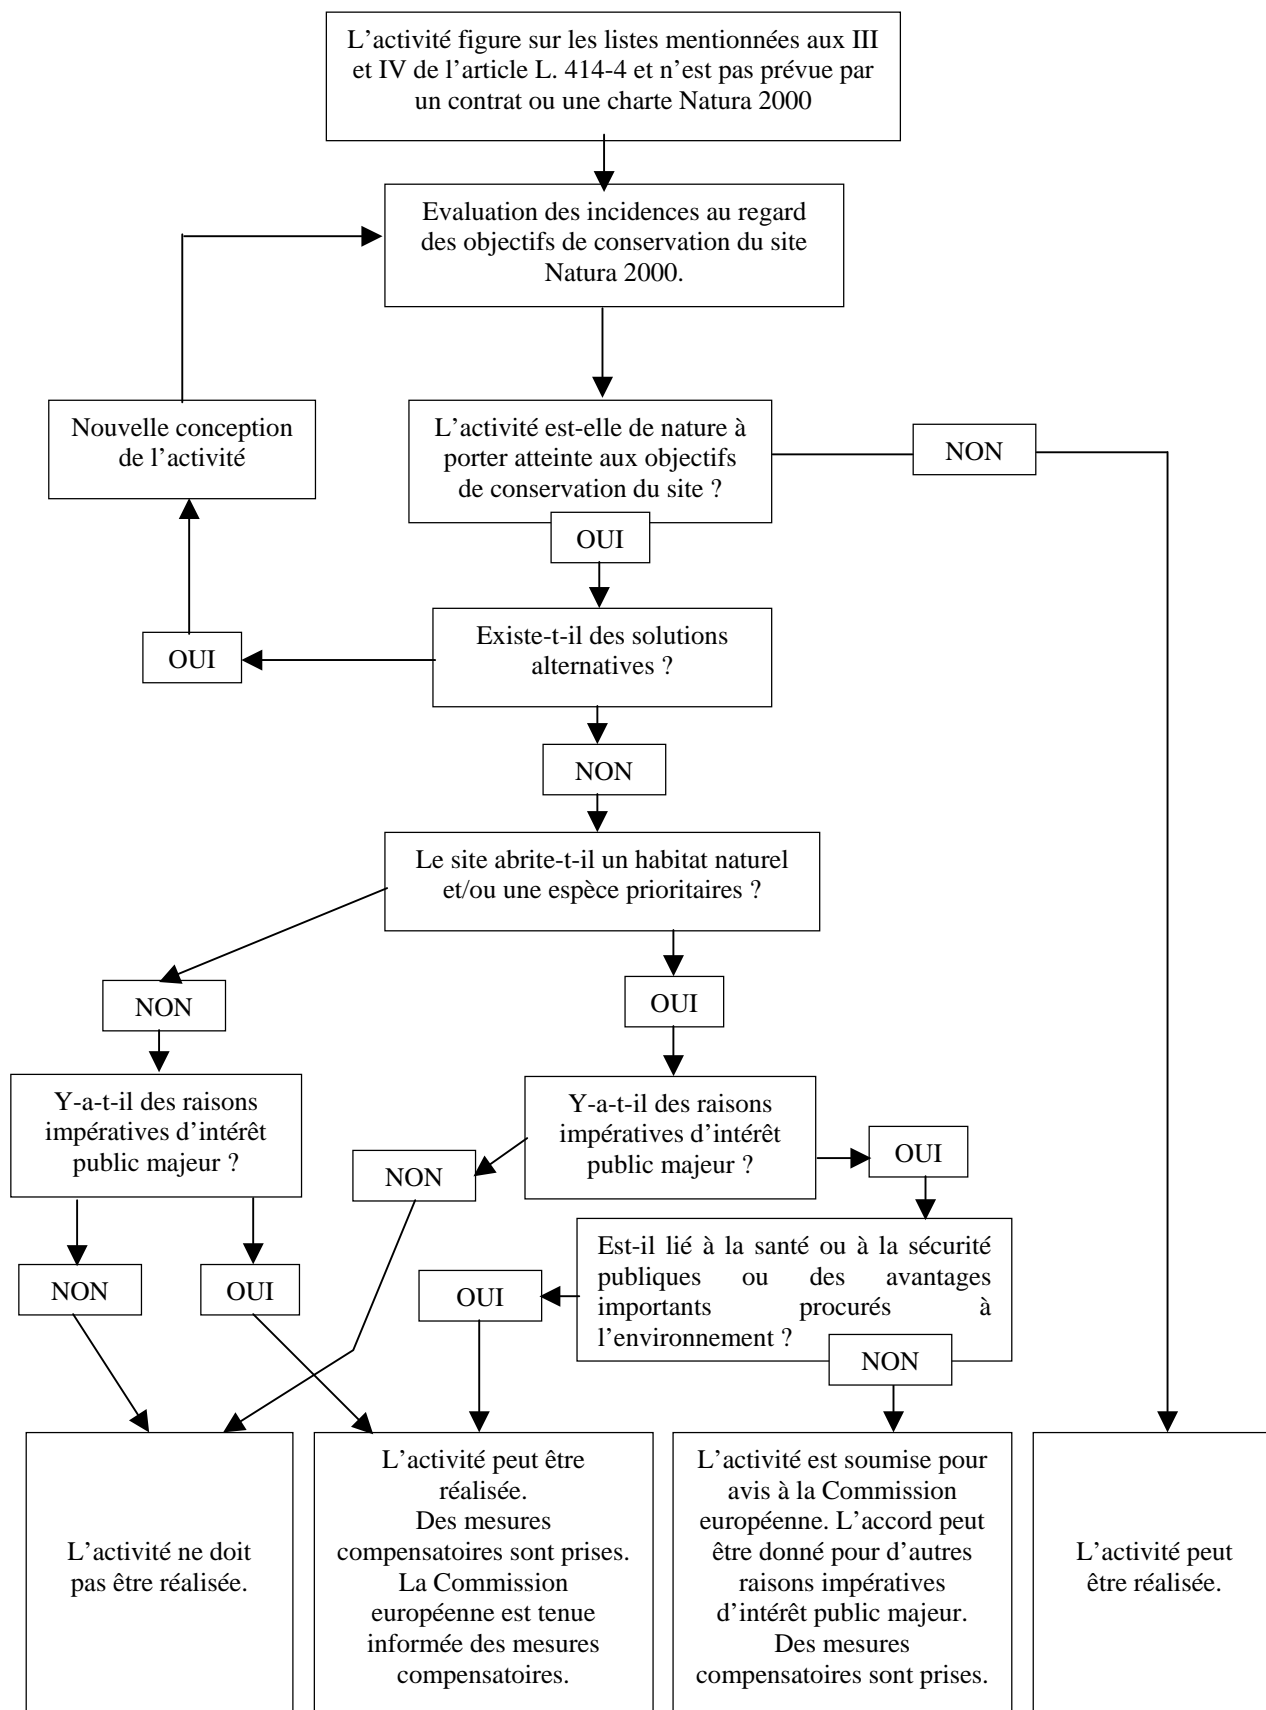 L’activité figure sur les listes mentionnées aux III
et IV de l’article L. 414-4 et n’est pas prévue par
un contrat ou une charte Natura 2000
Evaluation des incidences au regard
des objectifs de conservation du site
Natura 2000.
Nouvelle conception
de l’activité
L’activité est-elle de nature à
porter atteinte aux objectifs
de conservation du site ?
NON
OUI
Existe-t-il des solutions
alternatives ?
OUI
NON
Le site abrite-t-il un habitat naturel
et/ou une espèce prioritaires ?
NON
OUI
Y-a-t-il des raisons
impératives d’intérêt
public majeur ?
Y-a-t-il des raisons
impératives d’intérêt
public majeur ?
NON
OUI
Est-il lié à la santé ou à la sécurité
publiques ou des avantages
importants procurés à
l’environnement ?
NON
OUI
OUI
NON
L’activité ne doit
pas être réalisée.
L’activité peut être
réalisée.
Des mesures
compensatoires sont prises.
La Commission
européenne est tenue
informée des mesures
compensatoires.
L’activité est soumise pour
avis à la Commission
européenne. L’accord peut
être donné pour d’autres
raisons impératives
d’intérêt public majeur.
Des mesures
compensatoires sont prises.
L’activité peut
être réalisée.